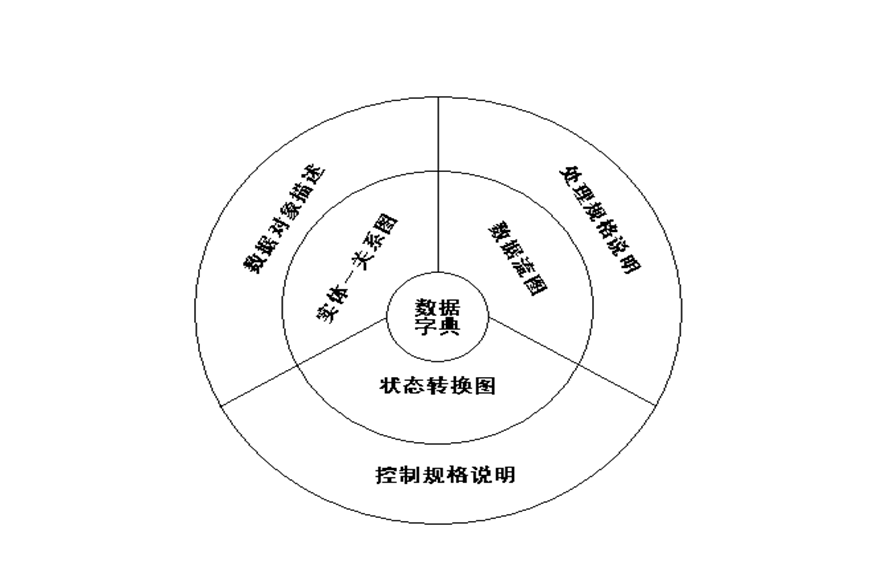 数据对象描述
处理规格说明
实体－关系图
数据流图
数据
字典
状态转换图
控制规格说明